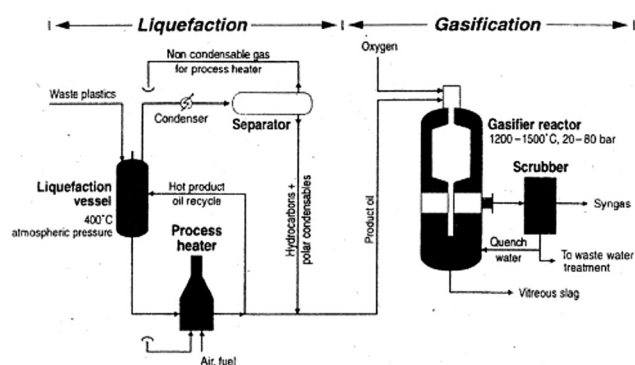 Liquefaction
Gasification
Non condensable gas
for process heater
Oxygen
Waste plastics
Condenser
Separator
Gasifier reactor
1200–1500°C, 20–80 bar
Liquefaction
vessel
400°C
atmospheric pressure
Hot product
oil recycle
Process
heater
Hydrocarbons +
polar condensables
Product oil
Scrubber
Syngas
Quench
water
To waste water
treatment
Vitreous slag
Air, fuel